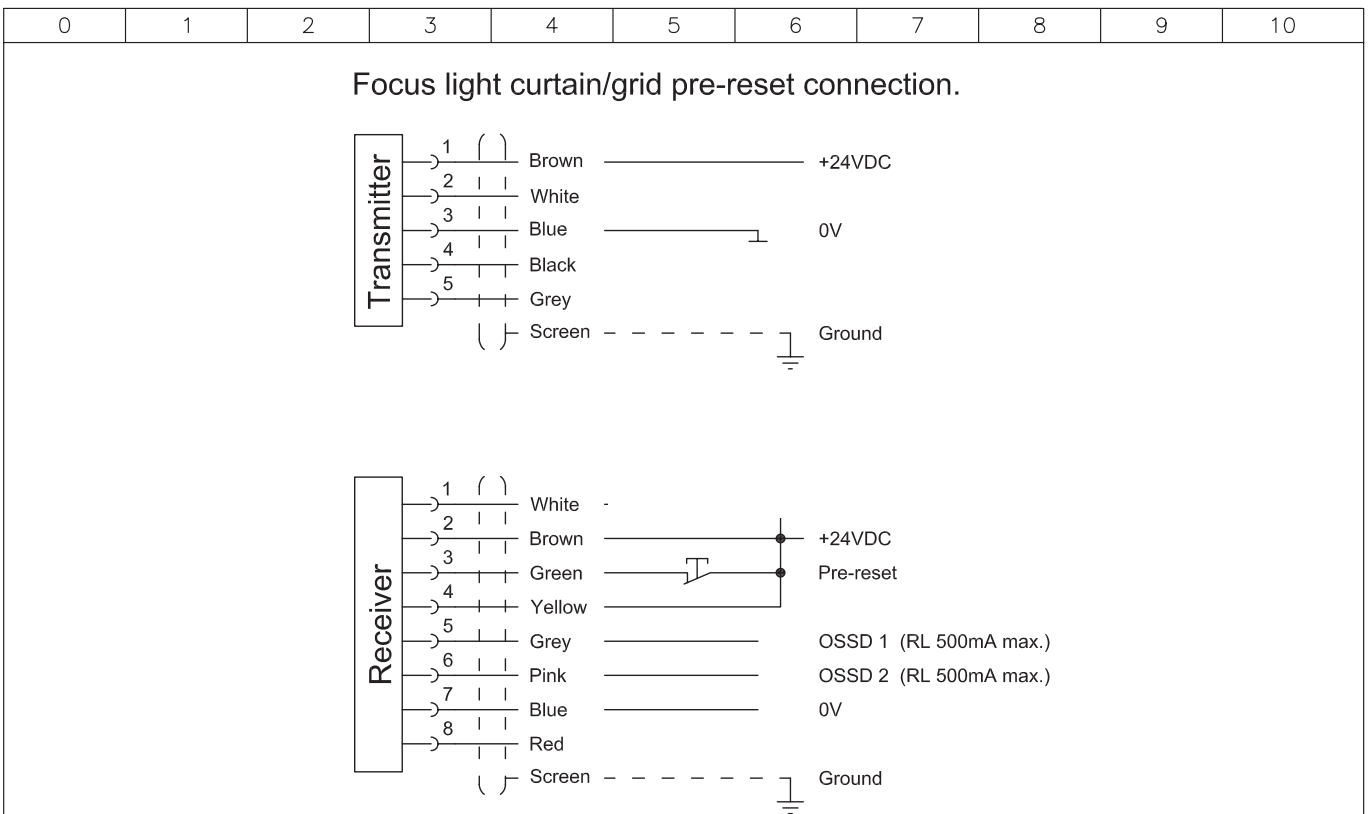 0 1 2 3 4 5 6 7 8 9 10
Focus light curtain/grid pre-reset connection.
Transmitter
1 Brown +24VDC
2 White
3 Blue 0V
4 Black
5 Grey
Screen Ground
Receiver
1 White
2 Brown +24VDC
3 Green Pre-reset
4 Yellow
5 Grey OSSD 1 (RL 500mA max.)
6 Pink OSSD 2 (RL 500mA max.)
7 Blue 0V
8 Red
Screen Ground